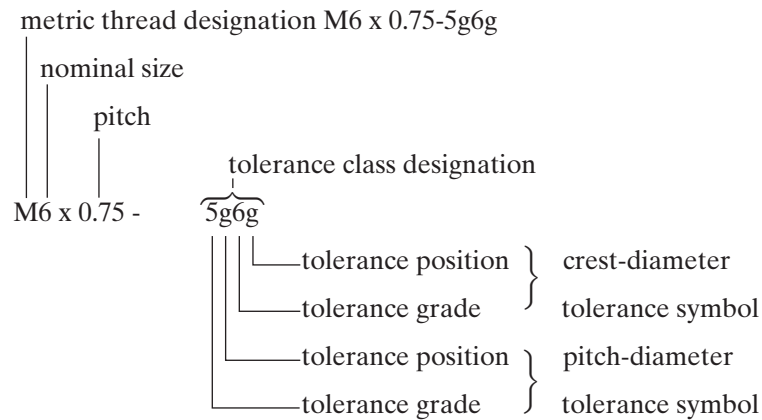 metric thread designation M6 x 0.75-5g6g
nominal size
pitch
tolerance class designation
M6 x 0.75 - 5g6g
tolerance position crest-diameter
tolerance grade tolerance symbol
tolerance position pitch-diameter
tolerance grade tolerance symbol